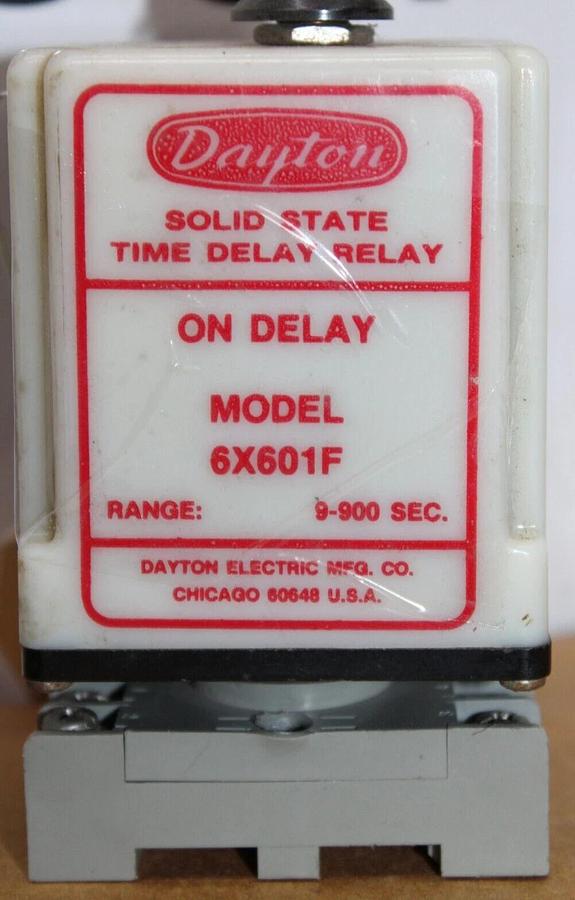 Dayton
SOLID STATE
TIME DELAY RELAY
ON DELAY
MODEL
6X601F
RANGE: 9-900 SEC.
DAYTON ELECTRIC MFG. CO.
CHICAGO 60648 U.S.A.